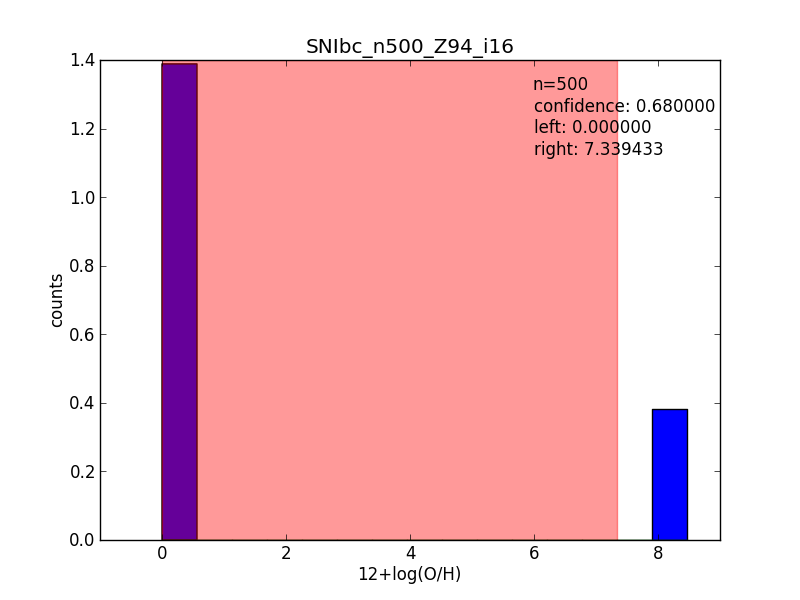 SNIbc_n500_Z94_i16
n=500
confidence: 0.680000
left: 0.000000
right: 7.339433
1.4
1.2
1.0
0.8
0.6
0.4
0.2
0.0
counts
0 2 4 6 8
12+log(O/H)